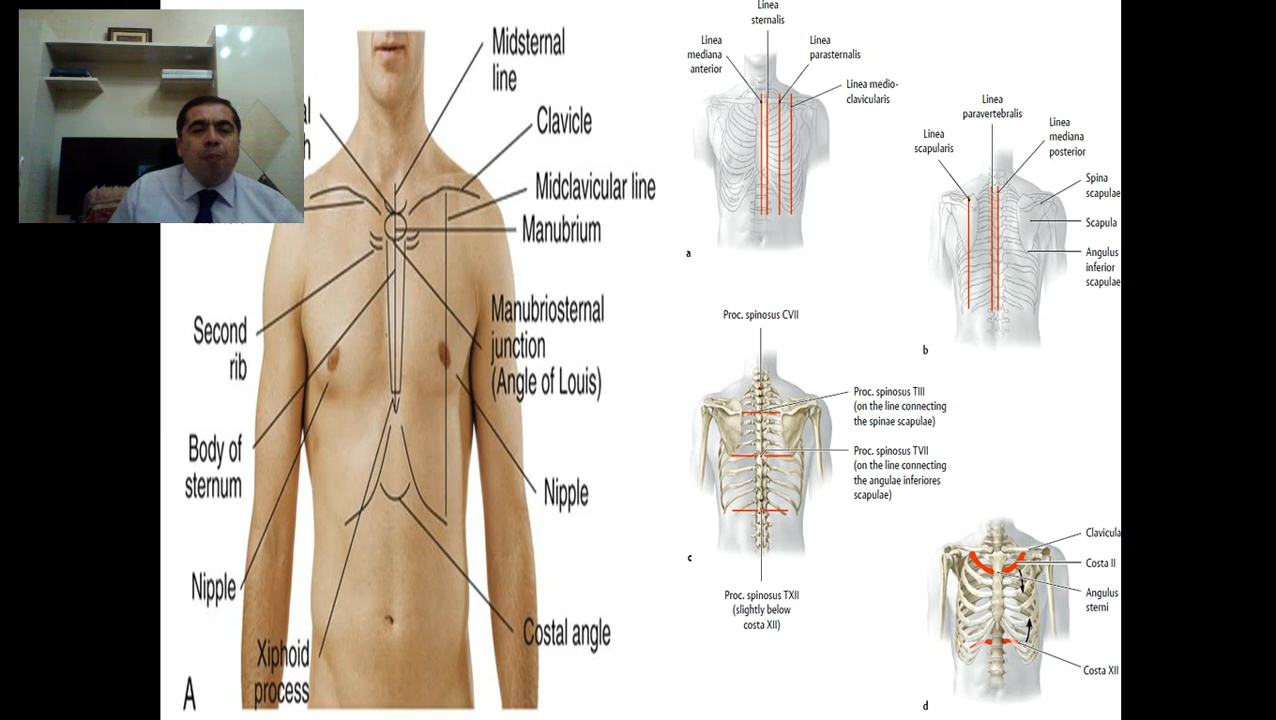 Midsternal
line
Clavicle
Midclavicular line
Manubrium
Second
rib
Manubriosternal
junction
(Angle of Louis)
Body of
sternum
Nipple
Nipple
Costal angle
Xiphoid
process
A
Linea
sternalis
Linea
mediana
anterior
Linea
parasternalis
Linea medio-
clavicularis
a
Linea
paravertebralis
Linea
scapularis
Linea
mediana
posterior
Spina
scapulae
Scapula
Angulus
inferior
scapulae
b
Proc. spinosus CVII
Proc. spinosus TIII
(on the line connecting
the spinae scapulae)
Proc. spinosus TVII
(on the line connecting
the angulae inferiores
scapulae)
c
Proc. spinosus TXII
(slightly below
costa XII)
Clavicula
Costa II
Angulus
sterni
Costa XII
d